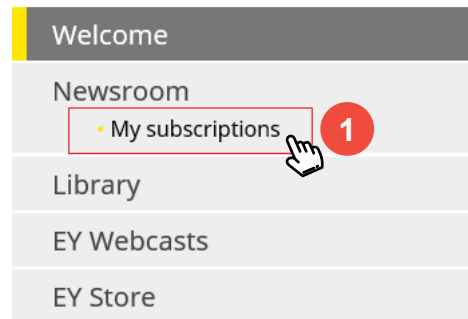 Welcome
Newsroom
• My subscriptions
1
Library
EY Webcasts
EY Store